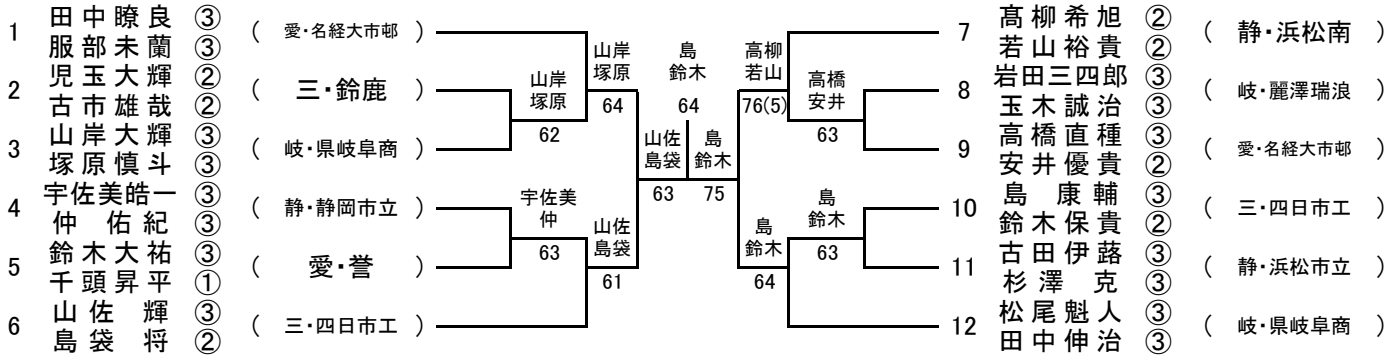 1 田中瞭良 ③ 服部未蘭 ③ ( 愛・名経大市邨 )
2 児玉大輝 ② 古市雄哉 ② ( 三・鈴鹿 )
3 山岸大輝 ③ 塚原慎斗 ③ ( 岐・県岐阜商 )
4 宇佐美皓一 ③ 仲佑紀 ③ ( 静・静岡市立 )
5 鈴木大祐 ③ 千頭昇平 ① ( 愛・誉 )
6 山佐輝 ③ 島袋将 ② ( 三・四日市工 )
山岸
塚原
62
宇佐美
仲
63
山岸
塚原
64
山佐
島袋
61
山佐
島袋
63
島
鈴木
64
島
鈴木
75
高柳
若山
76(5)
島
鈴木
64
高橋
安井
63
島
鈴木
63
7 髙柳希旭 ② 若山裕貴 ② ( 静・浜松南 )
8 岩田三四郎 ③ 玉木誠治 ③ ( 岐・麗澤瑞浪 )
9 高橋直種 ③ 安井優貴 ② ( 愛・名経大市邨 )
10 島康輔 ③ 鈴木保貴 ② ( 三・四日市工 )
11 古田伊蕗 ③ 杉澤克 ③ ( 静・浜松市立 )
12 松尾魁人 ③ 田中伸治 ③ ( 岐・県岐阜商 )